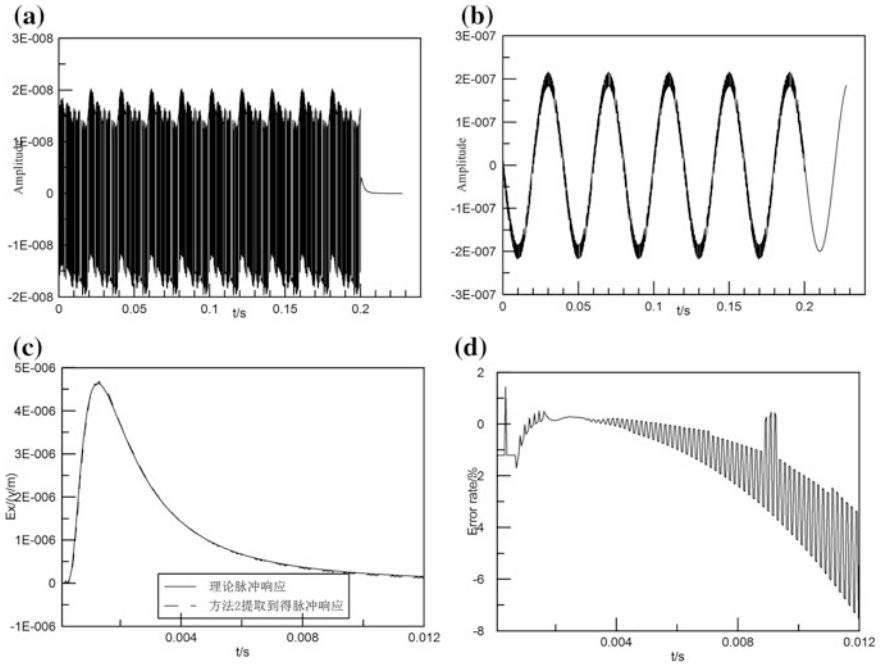 (a)
3E-008
2E-008
1E-008
0
-1E-008
-2E-008
Amplitude
0
0.05
0.1
0.15
0.2
t/s
(b)
3E-007
2E-007
1E-007
0
-1E-007
-2E-007
-3E-007
Amplitude
0
0.05
0.1
0.15
0.2
t/s
(c)
5E-006
4E-006
3E-006
2E-006
1E-006
0
-1E-006
Ex/(v/m)
理论脉冲响应
方法2提取到得脉冲响应
0.004
0.008
0.012
t/s
(d)
2
0
-2
-4
-6
-8
Error rate/%
0.004
0.008
0.012
t/s